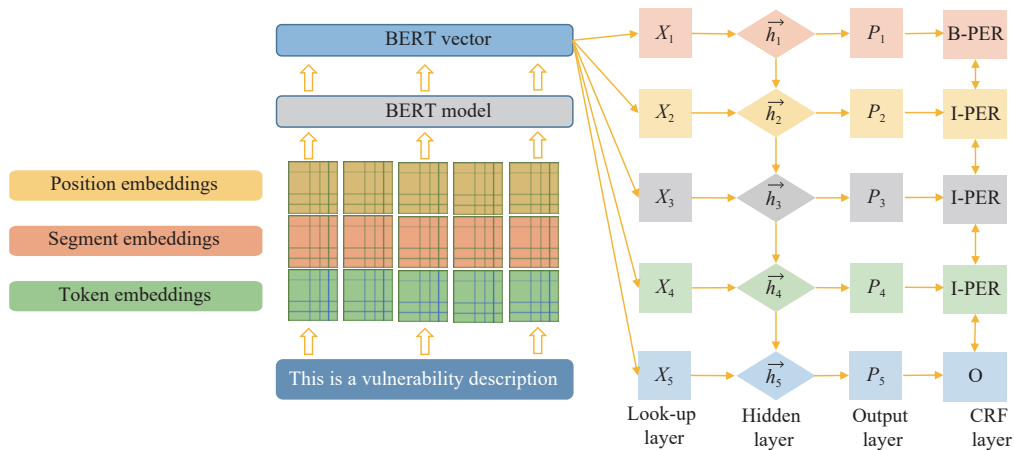 BERT vector
BERT model
Position embeddings
Segment embeddings
Token embeddings
This is a vulnerability description
X₁ h₁ P₁ B-PER
X₂ h₂ P₂ I-PER
X₃ h₃ P₃ I-PER
X₄ h₄ P₄ I-PER
X₅ h₅ P₅ O
Look-up layer
Hidden layer
Output layer
CRF layer